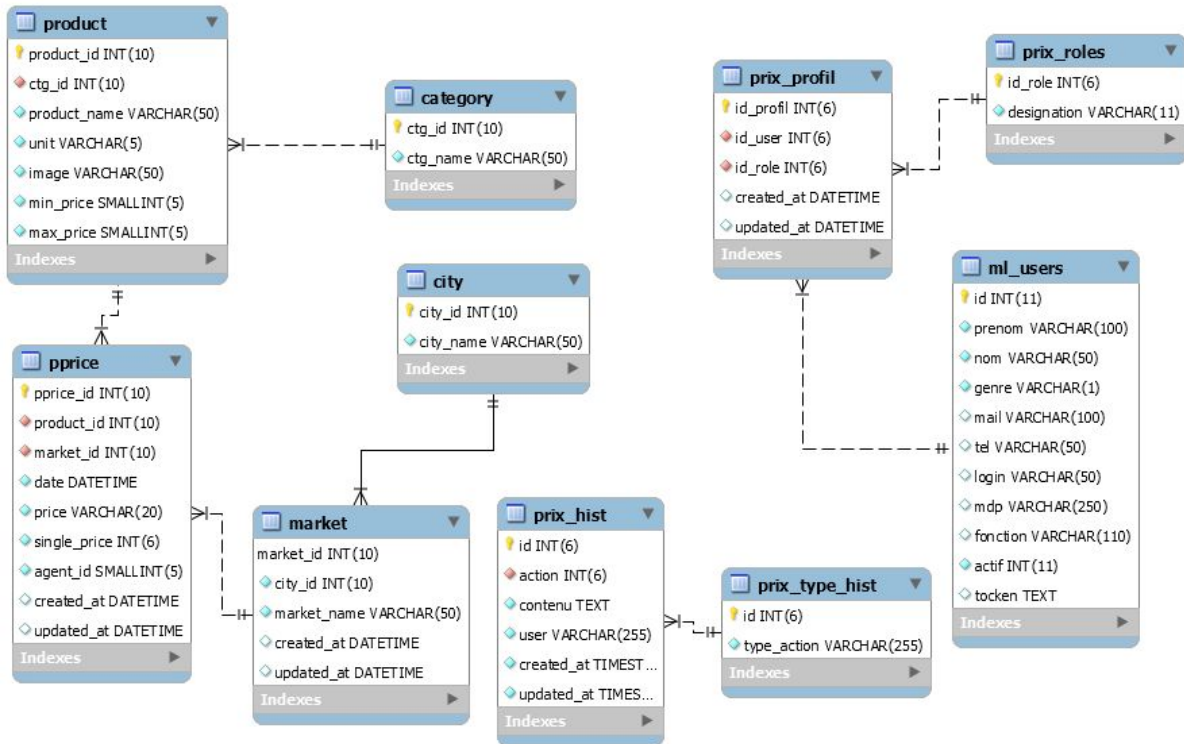 product
product_id INT(10)
ctg_id INT(10)
product_name VARCHAR(50)
unit VARCHAR(5)
image VARCHAR(50)
min_price SMALLINT(5)
max_price SMALLINT(5)
Indexes
category
ctg_id INT(10)
ctg_name VARCHAR(50)
Indexes
prix_profil
id_profil INT(6)
id_user INT(6)
id_role INT(6)
created_at DATETIME
updated_at DATETIME
Indexes
prix_roles
id_role INT(6)
designation VARCHAR(11)
Indexes
city
city_id INT(10)
city_name VARCHAR(50)
Indexes
ml_users
id INT(11)
prenom VARCHAR(100)
nom VARCHAR(50)
genre VARCHAR(1)
mail VARCHAR(100)
tel VARCHAR(50)
login VARCHAR(50)
mdp VARCHAR(250)
fonction VARCHAR(110)
actif INT(11)
tocken TEXT
Indexes
pprice
pprice_id INT(10)
product_id INT(10)
market_id INT(10)
date DATETIME
price VARCHAR(20)
single_price INT(6)
agent_id SMALLINT(5)
created_at DATETIME
updated_at DATETIME
Indexes
market
market_id INT(10)
city_id INT(10)
market_name VARCHAR(50)
created_at DATETIME
updated_at DATETIME
Indexes
prix_hist
id INT(6)
action INT(6)
contenu TEXT
user VARCHAR(255)
created_at TIMEST...
updated_at TIMES...
Indexes
prix_type_hist
id INT(6)
type_action VARCHAR(255)
Indexes